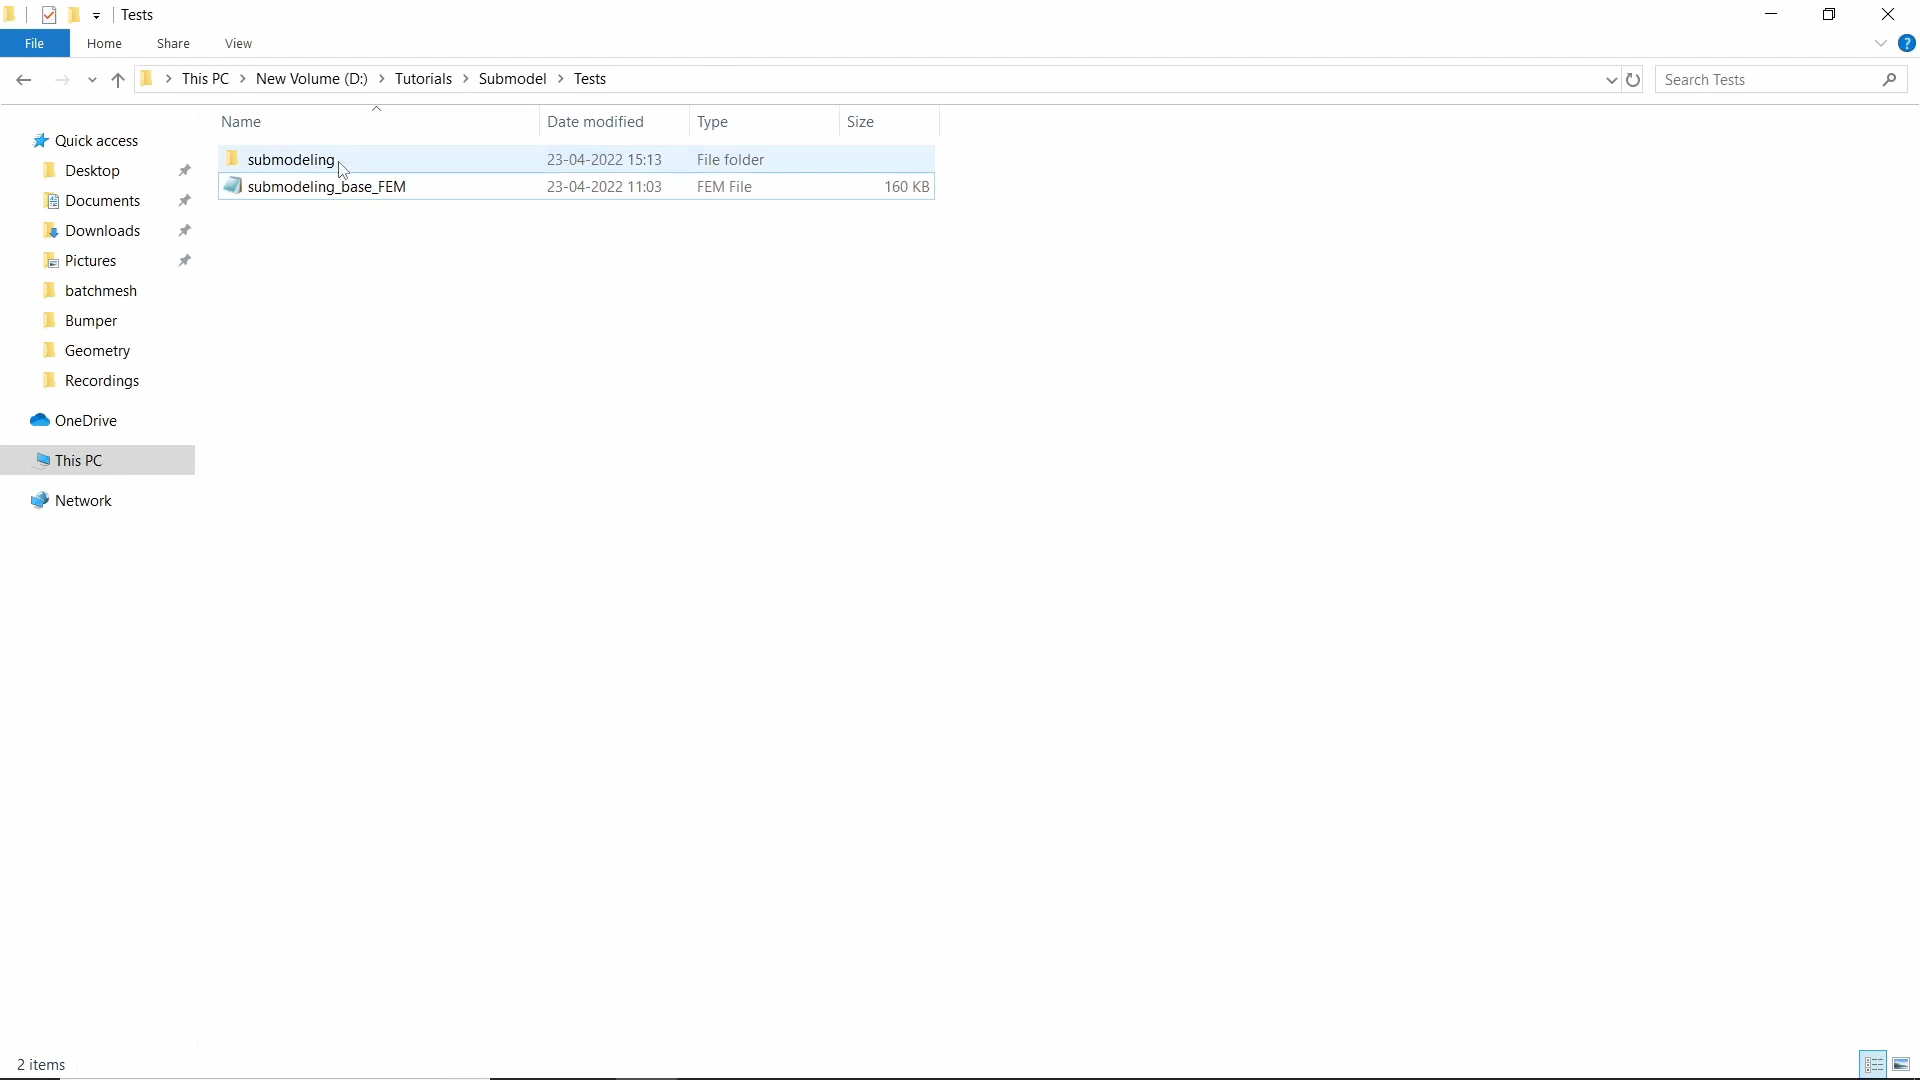 Tests
File Home Share View
This PC New Volume (D:) Tutorials Submodel Tests
Search Tests
Name Date modified Type Size
submodeling 23-04-2022 15:13 File folder
submodeling_base_FEM 23-04-2022 11:03 FEM File 160 KB
Quick access
Desktop
Documents
Downloads
Pictures
batchmesh
Bumper
Geometry
Recordings
OneDrive
This PC
Network
2 items